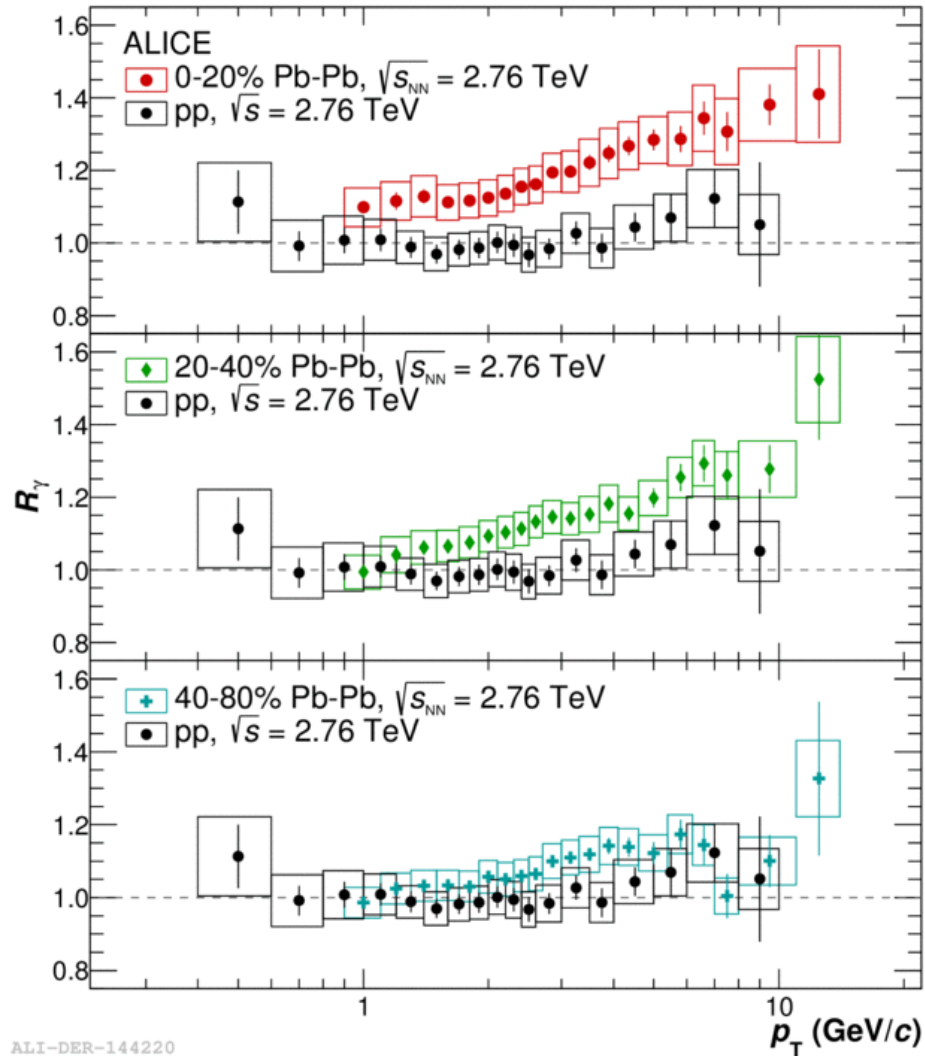 ALICE
0-20% Pb-Pb, √s_NN = 2.76 TeV
pp, √s = 2.76 TeV
1.6
1.4
1.2
1.0
0.8
20-40% Pb-Pb, √s_NN = 2.76 TeV
pp, √s = 2.76 TeV
1.6
1.4
1.2
1.0
0.8
R_γ
40-80% Pb-Pb, √s_NN = 2.76 TeV
pp, √s = 2.76 TeV
1.6
1.4
1.2
1.0
0.8
1 10
p_T (GeV/c)
ALI-DER-144220